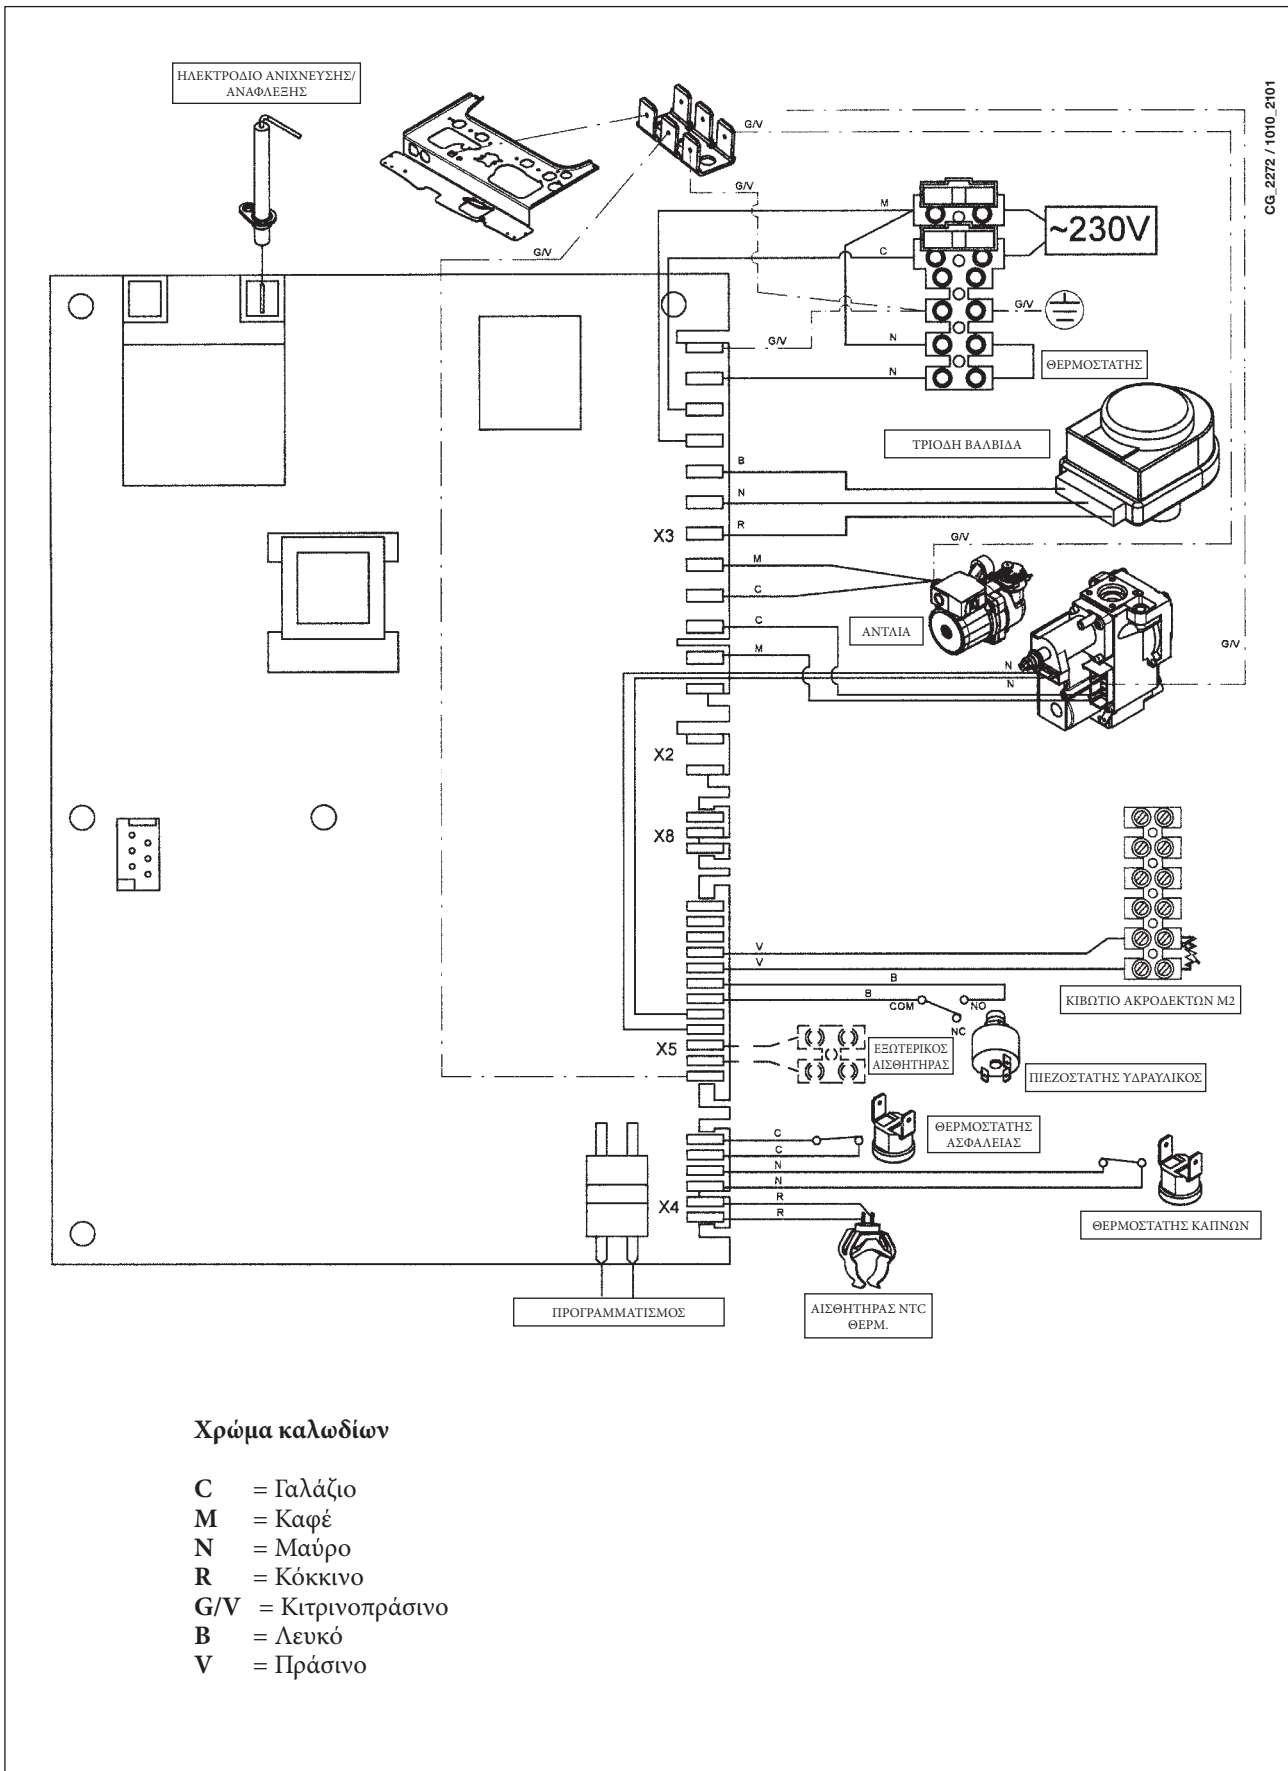 ΗΛΕΚΤΡΟΔΙΟ ΑΝΙΧΝΕΥΣΗΣ/
ΑΝΑΦΛΕΞΗΣ
CG_2272 / 1010_2101
G/V
G/V
M
~230V
G/V
C
G/V
G/V
N
ΘΕΡΜΟΣΤΑΤΗΣ
N
ΤΡΙΟΔΗ ΒΑΛΒΙΔΑ
B
N
R
X3
G/V
M
C
C
ΑΝΤΛΙΑ
G/V
M
N
N
X2
X8
V
V
B
B
COM
NO
NC
ΚΙΒΩΤΙΟ ΑΚΡΟΔΕΚΤΩΝ Μ2
X5
ΕΞΩΤΕΡΙΚΟΣ
ΑΙΣΘΗΤΗΡΑΣ
ΠΙΕΖΟΣΤΑΤΗΣ ΥΔΡΑΥΛΙΚΟΣ
ΘΕΡΜΟΣΤΑΤΗΣ
ΑΣΦΑΛΕΙΑΣ
C
C
N
N
R
R
X4
ΘΕΡΜΟΣΤΑΤΗΣ ΚΑΠΝΩΝ
ΠΡΟΓΡΑΜΜΑΤΙΣΜΟΣ
ΑΙΣΘΗΤΗΡΑΣ NTC
ΘΕΡΜ.
Χρώμα καλωδίων
C = Γαλάζιο
M = Καφέ
N = Μαύρο
R = Κόκκινο
G/V = Κιτρινοπράσινο
B = Λευκό
V = Πράσινο